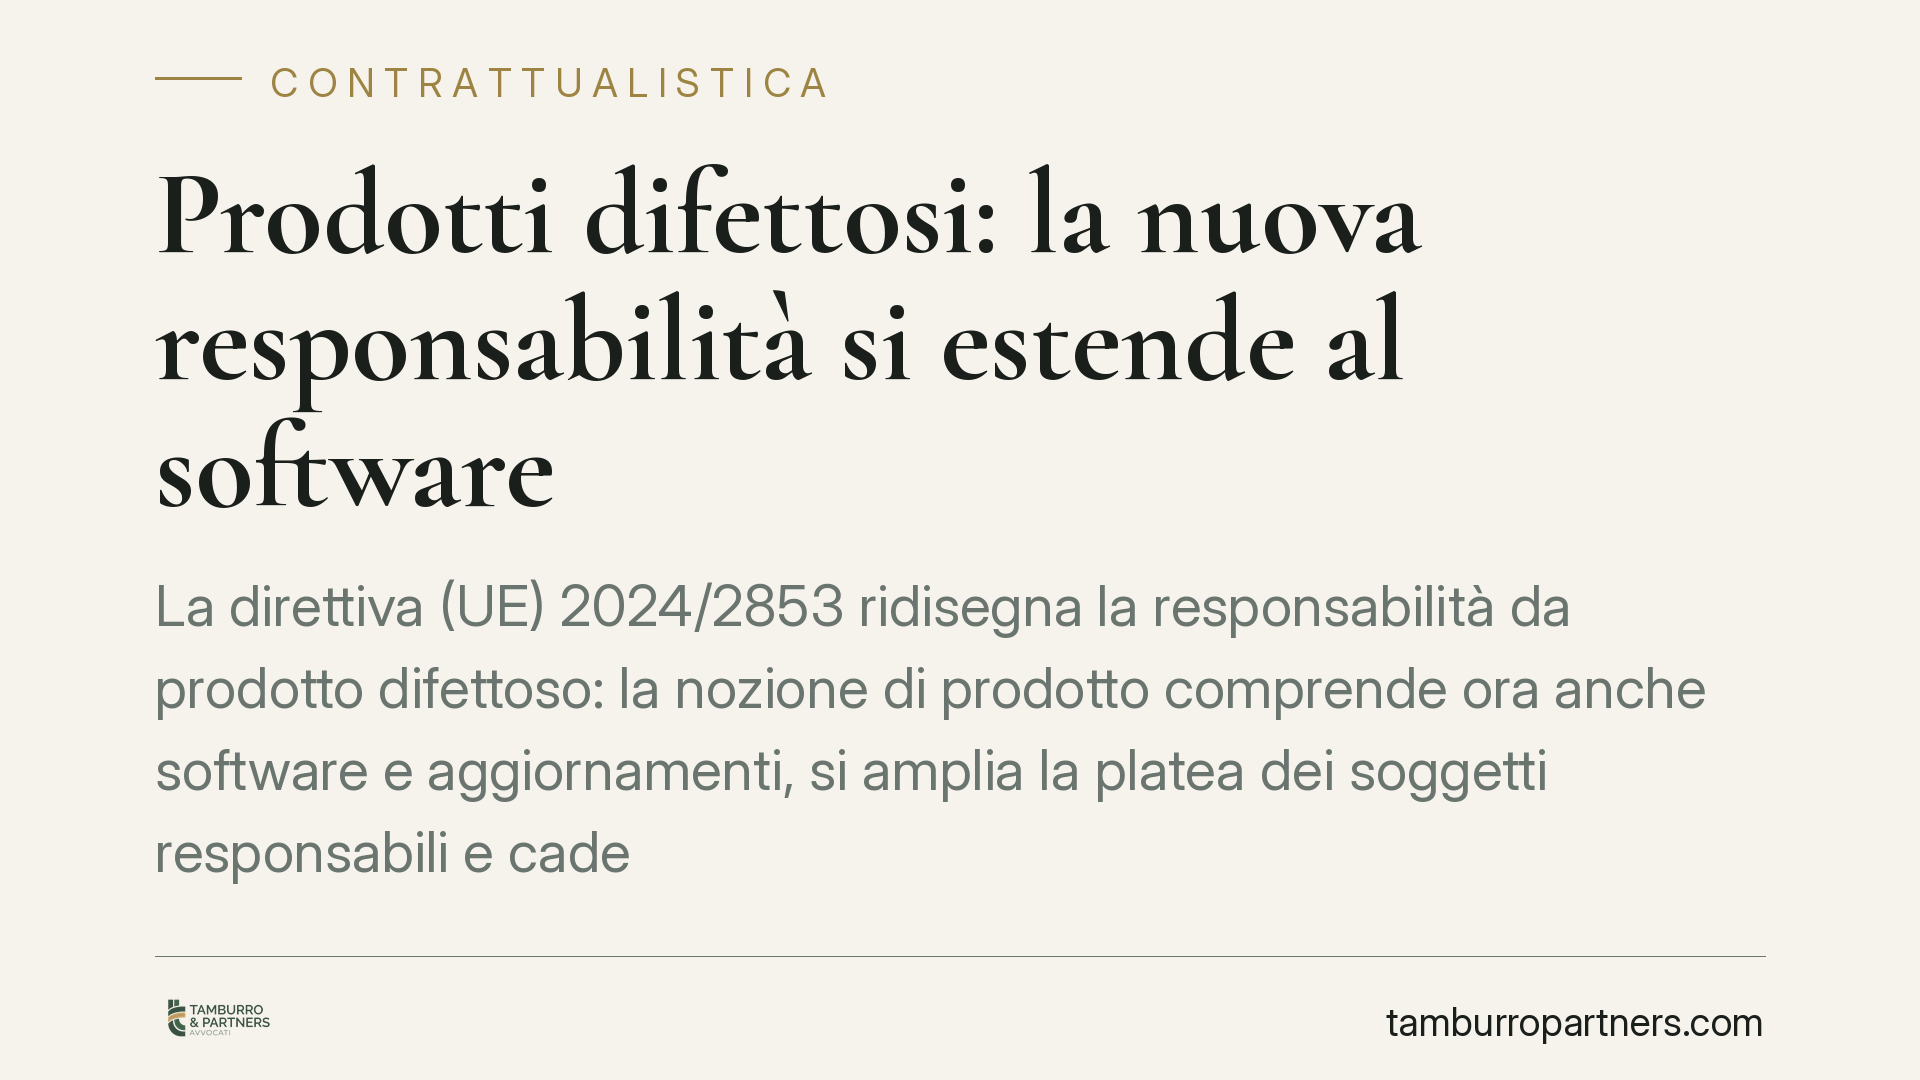 CONTRATTUALISTICA
Prodotti difettosi: la nuova
responsabilità si estende al
software
La direttiva (UE) 2024/2853 ridisegna la responsabilità da
prodotto difettoso: la nozione di prodotto comprende ora anche
software e aggiornamenti, si amplia la platea dei soggetti
responsabili e cade
TAMBURRO
& PARTNERS
AVVOCATI
tamburropartners.com